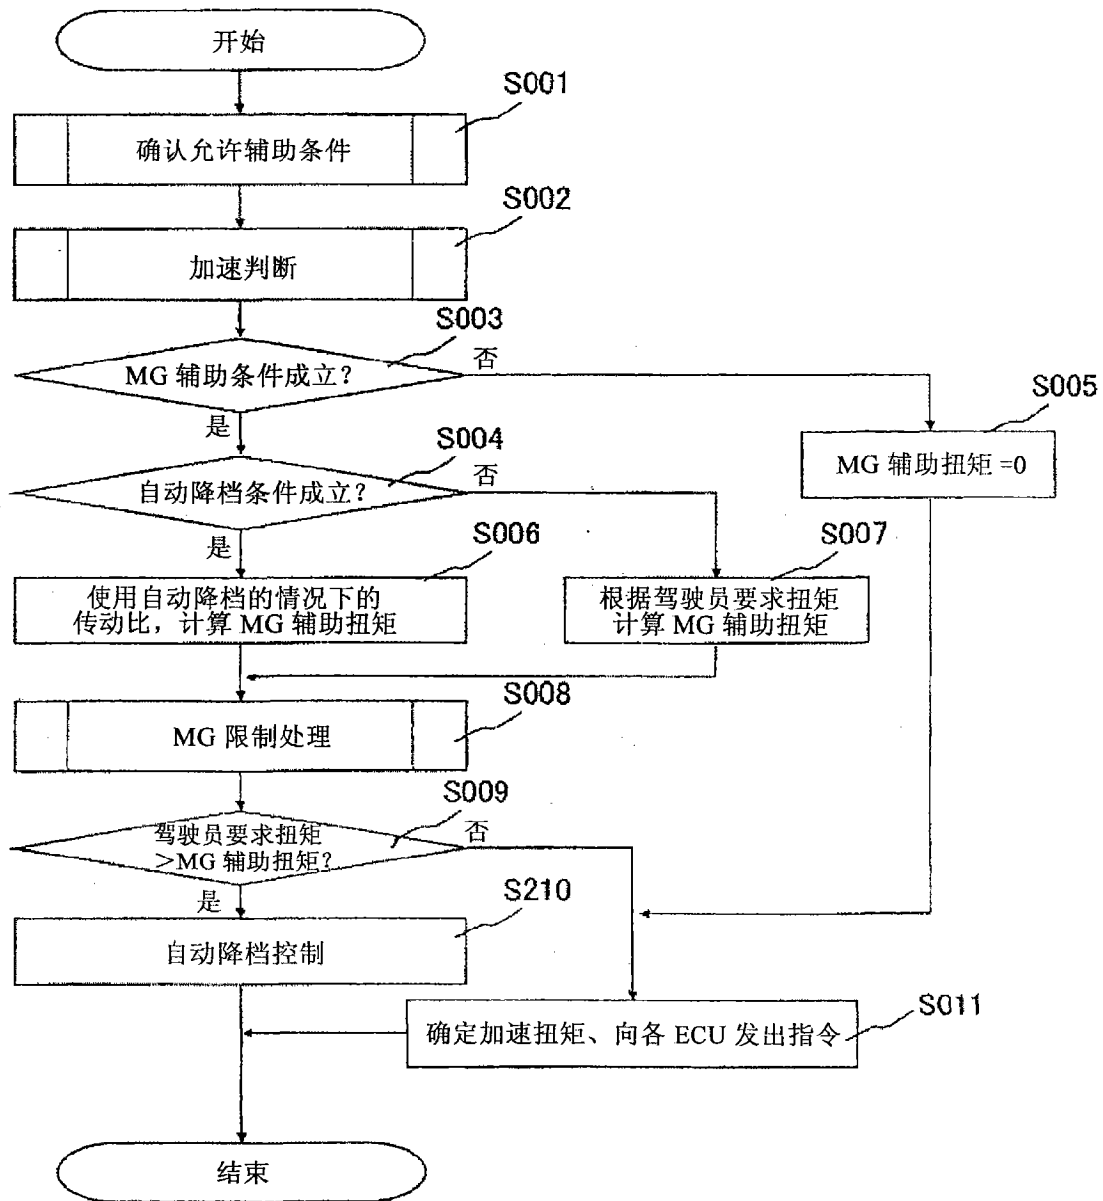 开始
S001
确认允许辅助条件
S002
加速判断
S003
MG 辅助条件成立?
否
是
S005
MG 辅助扭矩 =0
S004
自动降档条件成立?
否
是
S006
使用自动降档的情况下的
传动比，计算 MG 辅助扭矩
S007
根据驾驶员要求扭矩
计算 MG 辅助扭矩
S008
MG 限制处理
S009
驾驶员要求扭矩
>MG 辅助扭矩?
否
是
S210
自动降档控制
S011
确定加速扭矩、向各 ECU 发出指令
结束